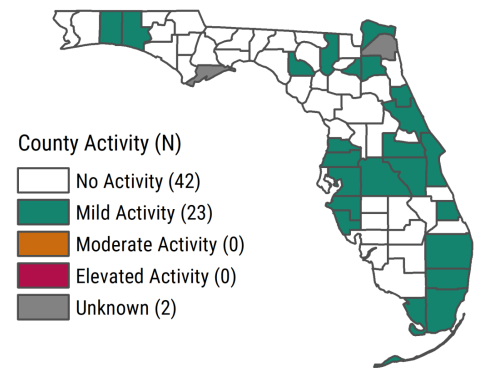 County Activity (N)
No Activity (42)
Mild Activity (23)
Moderate Activity (0)
Elevated Activity (0)
Unknown (2)